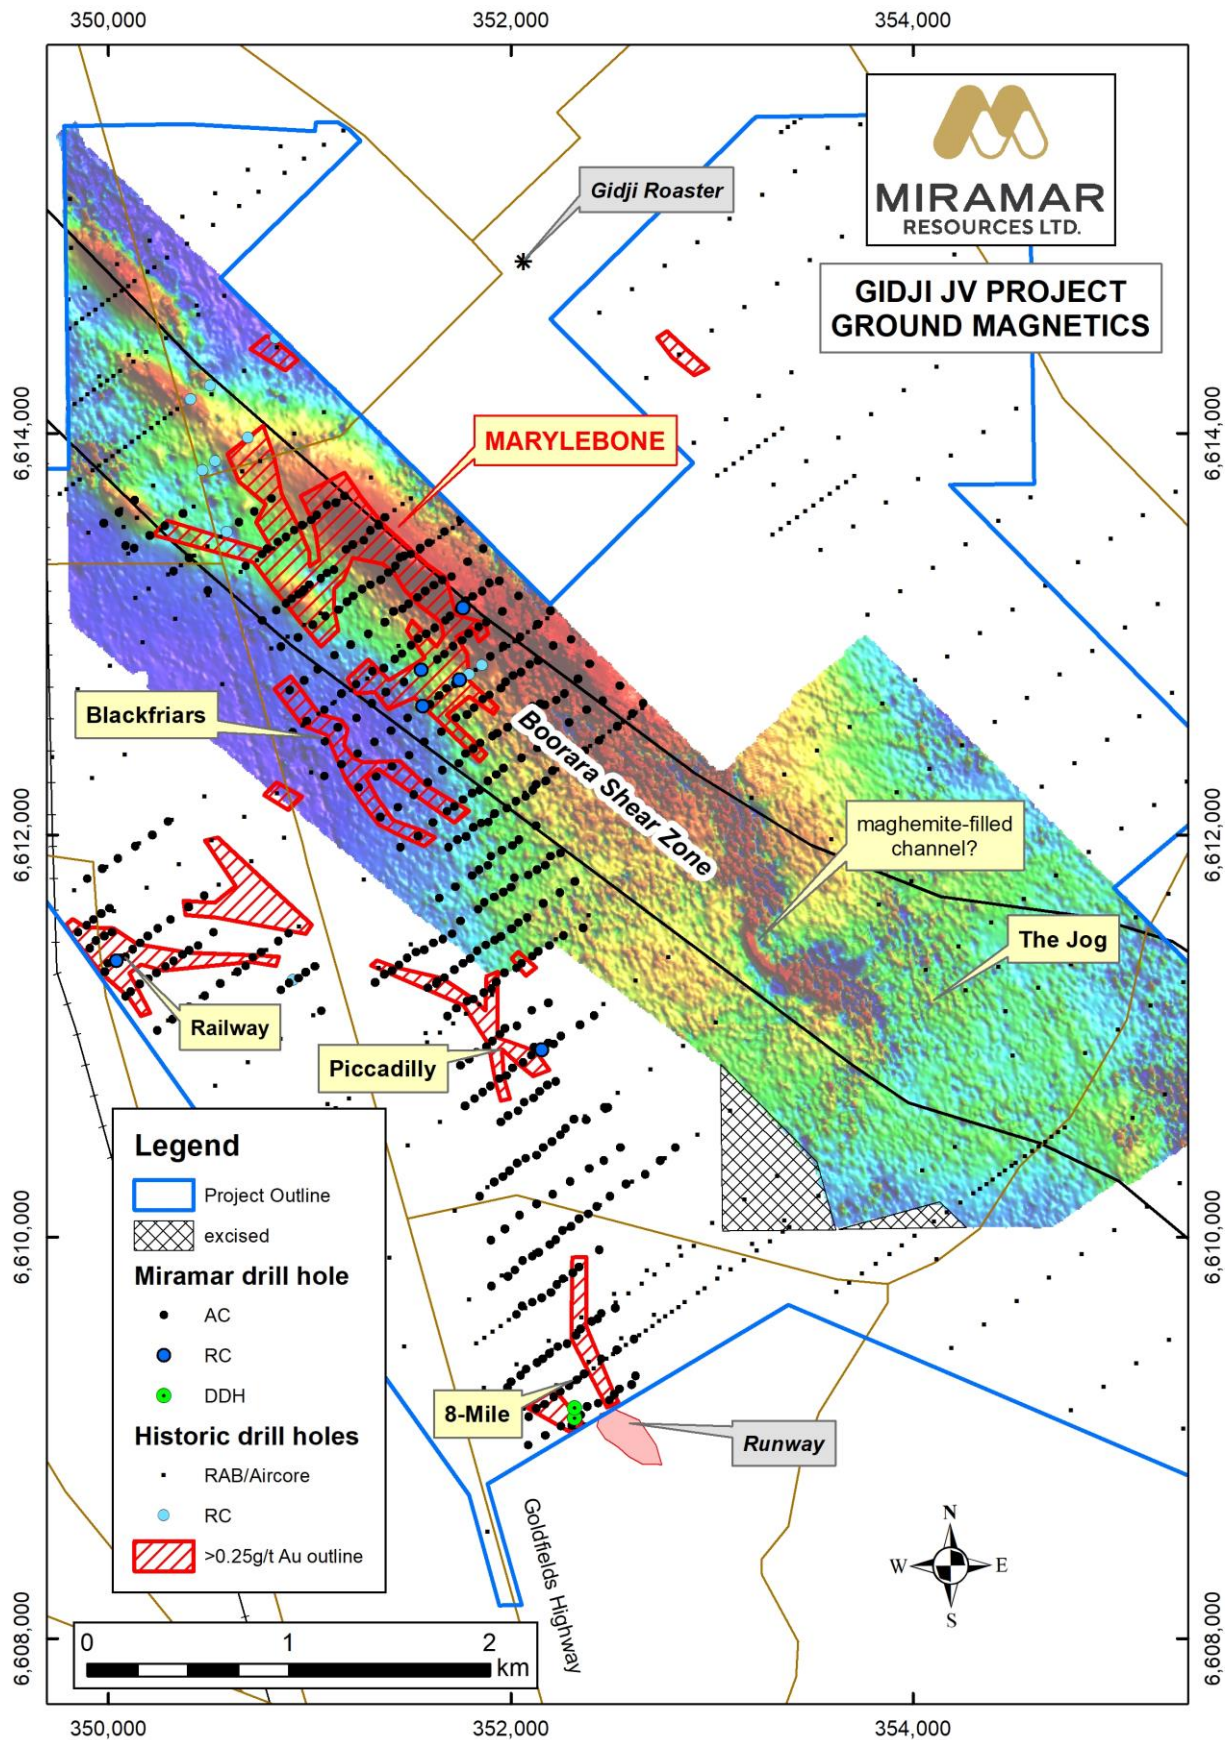 350,000
352,000
354,000
MIRAMAR
RESOURCES LTD.
GIDJI JV PROJECT
GROUND MAGNETICS
Gidji Roaster
6,614,000
6,614,000
MARYLEBONE
Blackfriars
Boorara Shear Zone
6,612,000
6,612,000
maghemite-filled
channel?
The Jog
Railway
Piccadilly
Legend
Project Outline
excised
Miramar drill hole
AC
RC
DDH
Historic drill holes
RAB/Aircore
RC
>0.25g/t Au outline
6,610,000
6,610,000
8-Mile
Runway
Goldfields Highway
N
W
E
S
6,608,000
6,608,000
0 1 2
km
350,000
352,000
354,000